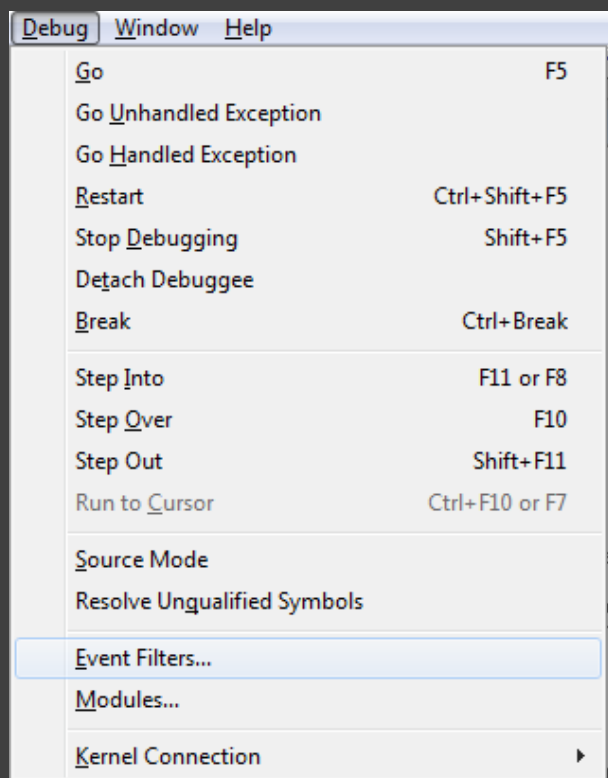 Debug Window Help
Go F5
Go Unhandled Exception
Go Handled Exception
Restart Ctrl+Shift+F5
Stop Debugging Shift+F5
Detach Debuggee
Break Ctrl+Break
Step Into F11 or F8
Step Over F10
Step Out Shift+F11
Run to Cursor Ctrl+F10 or F7
Source Mode
Resolve Unqualified Symbols
Event Filters...
Modules...
Kernel Connection